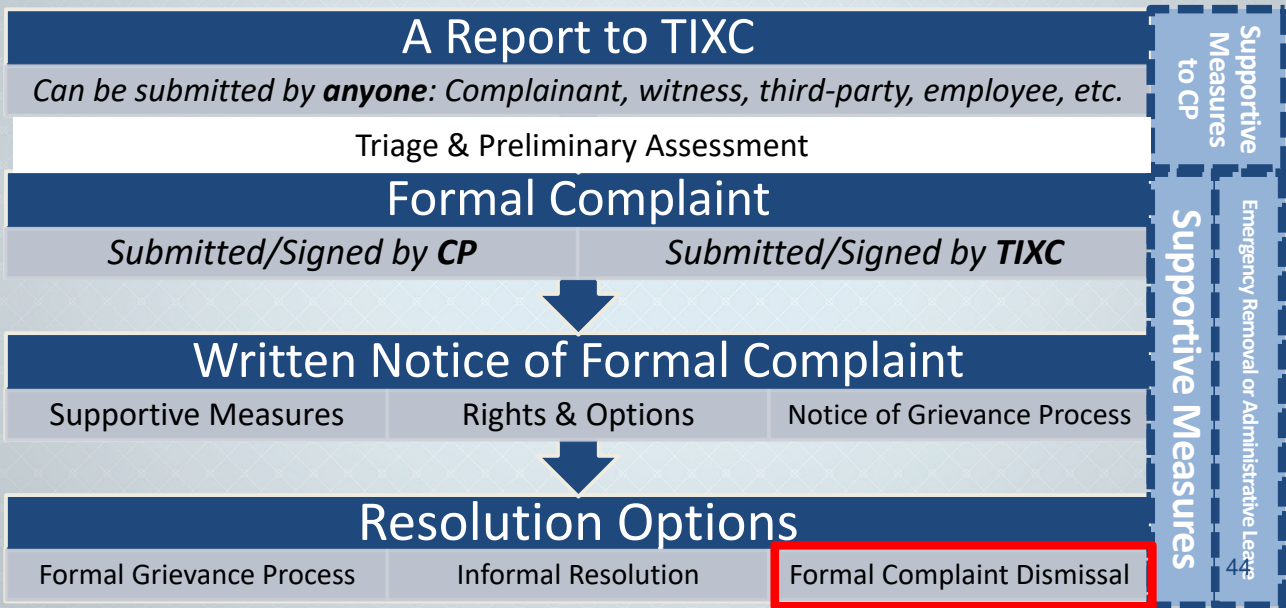 A Report to TIXC
Can be submitted by anyone: Complainant, witness, third-party, employee, etc.
Triage & Preliminary Assessment
Formal Complaint
Submitted/Signed by CP
Submitted/Signed by TIXC
Written Notice of Formal Complaint
Supportive Measures
Rights & Options
Notice of Grievance Process
Resolution Options
Formal Grievance Process
Informal Resolution
Formal Complaint Dismissal
Supportive
Measures
to CP
Supportive Measures
Emergency Removal or Administrative Leave
44